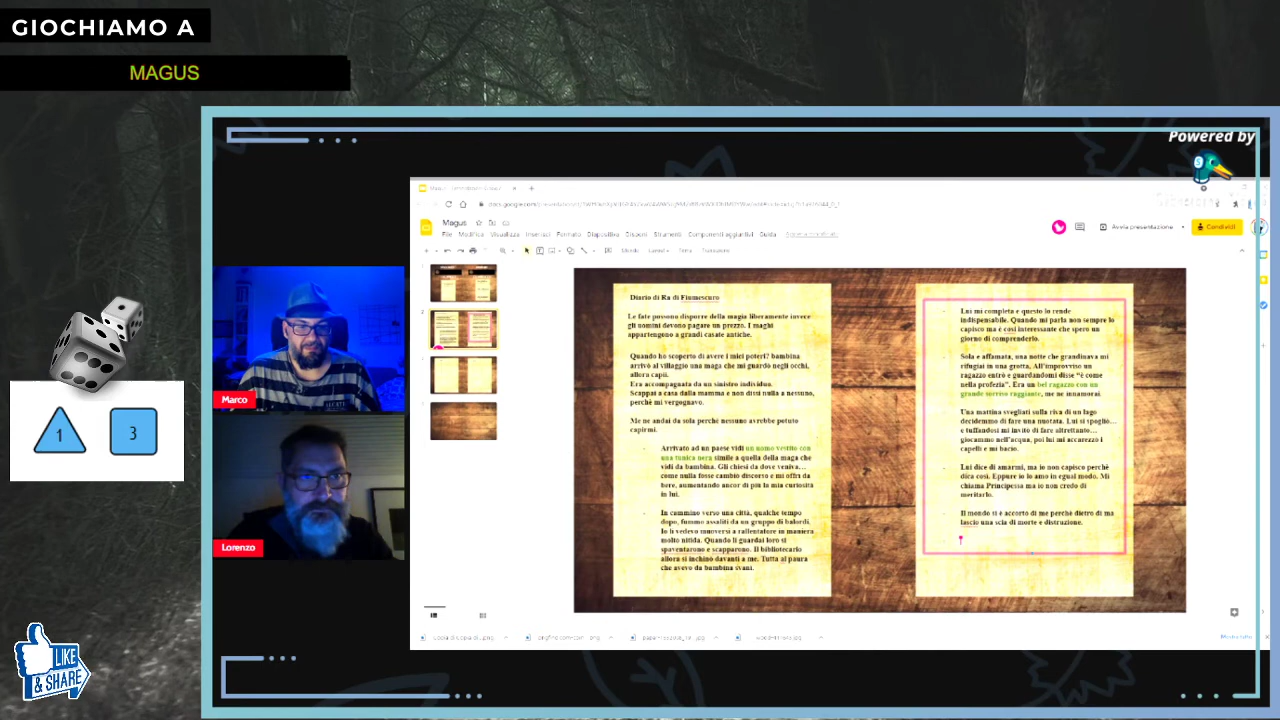 GIOCHIAMO A
MAGUS
Powered by
Magus
File Modifica Visualizza Inserisci Formato Diapositiva Disponi Strumenti Componenti aggiuntivi Guida
Avvia presentazione
Condividi
Diario di Ra di Fiumescuro
Le fate possono disporre della magia liberamente invece
gli uomini devono pagare un prezzo. I maghi
appartengono a grandi casate antiche.
Quando ho scoperto di avere i miei poteri? bambina
arrivò al villaggio una maga che mi guardò negli occhi,
allora capii.
Era accompagnata da un sinistro individuo.
Scappai a casa dalla mamma e non dissi nulla a nessuno,
perchè mi vergognavo.
Me ne andai da sola perchè nessuno avrebbe potuto
capirmi.
- Arrivato ad un paese vidi un uomo vestito con
una tunica nera simile a quella della maga che
vidi da bambina. Gli chiesi da dove veniva...
come nulla fosse cambiò discorso e mi offrì da
bere, aumentando ancor di più la mia curiosità
in lui.
- In cammino verso una città, qualche tempo
dopo, fummo assaliti da un gruppo di balordi.
Io li vedevo muoversi a rallentatore in maniera
molto nitida. Quando li guardai loro si
spaventarono e scapparono. Il bibliotecario
allora si inchinò davanti a me. Tutta al paura
che avevo da bambina svanì.
- Lui mi completa e questo lo rende
indispensabile. Quando mi parla non sempre lo
capisco ma è così interessante che spero un
giorno di comprenderlo.
- Sola e affamata, una notte che grandinava mi
rifugiai in una grotta. All'improvviso un
ragazzo entrò e guardandomi disse "è come
nella profezia". Era un bel ragazzo con un
grande sorriso raggiante, me ne innamorai.
- Una mattina svegliati sulla riva di un lago
decidemmo di fare una nuotata. Lui si spogliò...
e tuffandosi mi invitò di fare altrettanto...
giocammo nell'acqua, poi lui mi accarezzò i
capelli e mi baciò.
- Lui dice di amarmi, ma io non capisco perchè
dica così. Eppure io lo amo in egual modo. Mi
chiama Principessa ma io non credo di
meritarlo.
- Il mondo si è accorto di me perchè dietro di ma
lascio una scia di morte e distruzione.
Marco
Lorenzo
1
3
LIKE
& SHARE